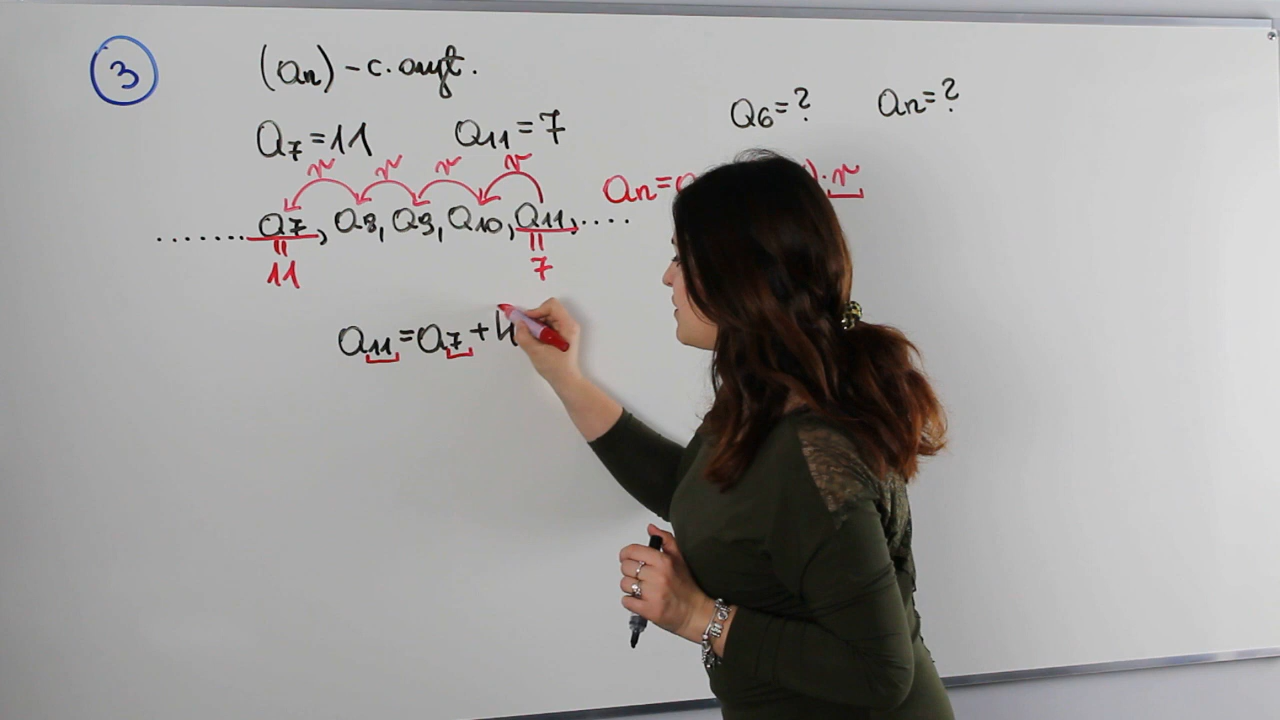 3
(an) - c. aryt.
a6=? an=?
a7=11 a11=7
r r r r
an= ).r
.......a7, a8, a9, a10, a11,....
11 7
a11=a7+4